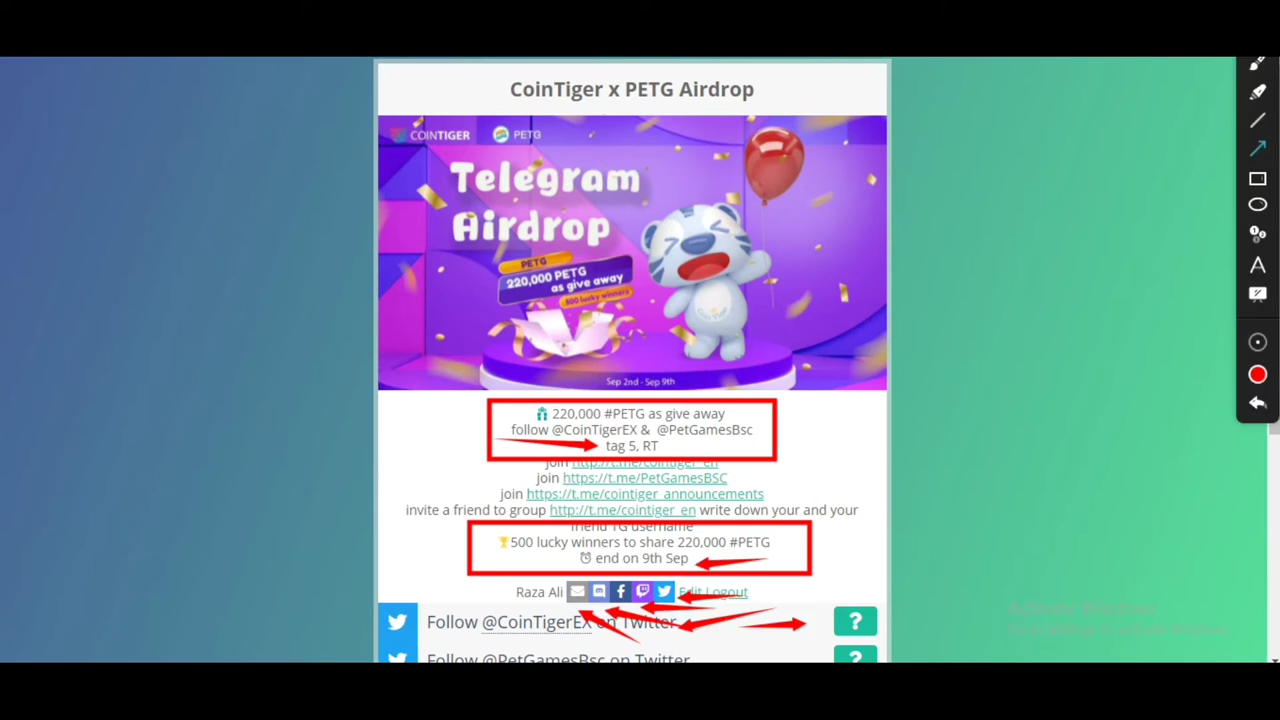 CoinTiger x PETG Airdrop
COINTIGER PETG
Telegram
Airdrop
PETG
220,000 PETG
as give away
500 lucky winners
Sep 2nd - Sep 9th
220,000 #PETG as give away
follow @CoinTigerEX & @PetGamesBsc
tag 5, RT
join http://t.me/cointiger_en
join https://t.me/PetGamesBSC
join https://t.me/cointiger_announcements
invite a friend to group http://t.me/cointiger_en write down your and your
friend TG username
500 lucky winners to share 220,000 #PETG
end on 9th Sep
Raza Ali Edit Logout
Follow @CoinTigerEX on Twitter ?
Follow @PetGamesBsc on Twitter ?
Activate Windows